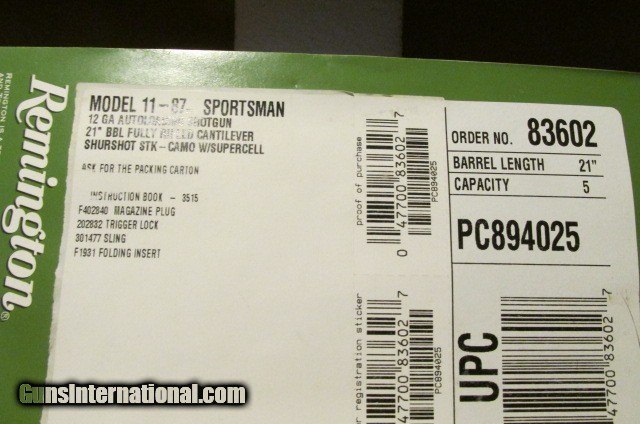 Remington®
MODEL 11-87 SPORTSMAN
12 GA AUTOLOADING SHOTGUN
21" BBL FULLY RIFLED CANTILEVER
SHURSHOT STK-CAMO W/SUPERCELL
ASK FOR THE PACKING CARTON
INSTRUCTION BOOK - 3515
F402840 MAGAZINE PLUG
202832 TRIGGER LOCK
301477 SLING
F1931 FOLDING INSERT
proof of purchase
0 47700 83602 7
PC894025
registration sticker
47700 83602 7
PC894025
ORDER NO. 83602
BARREL LENGTH 21"
CAPACITY 5
PC894025
UPC
47700 83602 7
GunsInternational.com